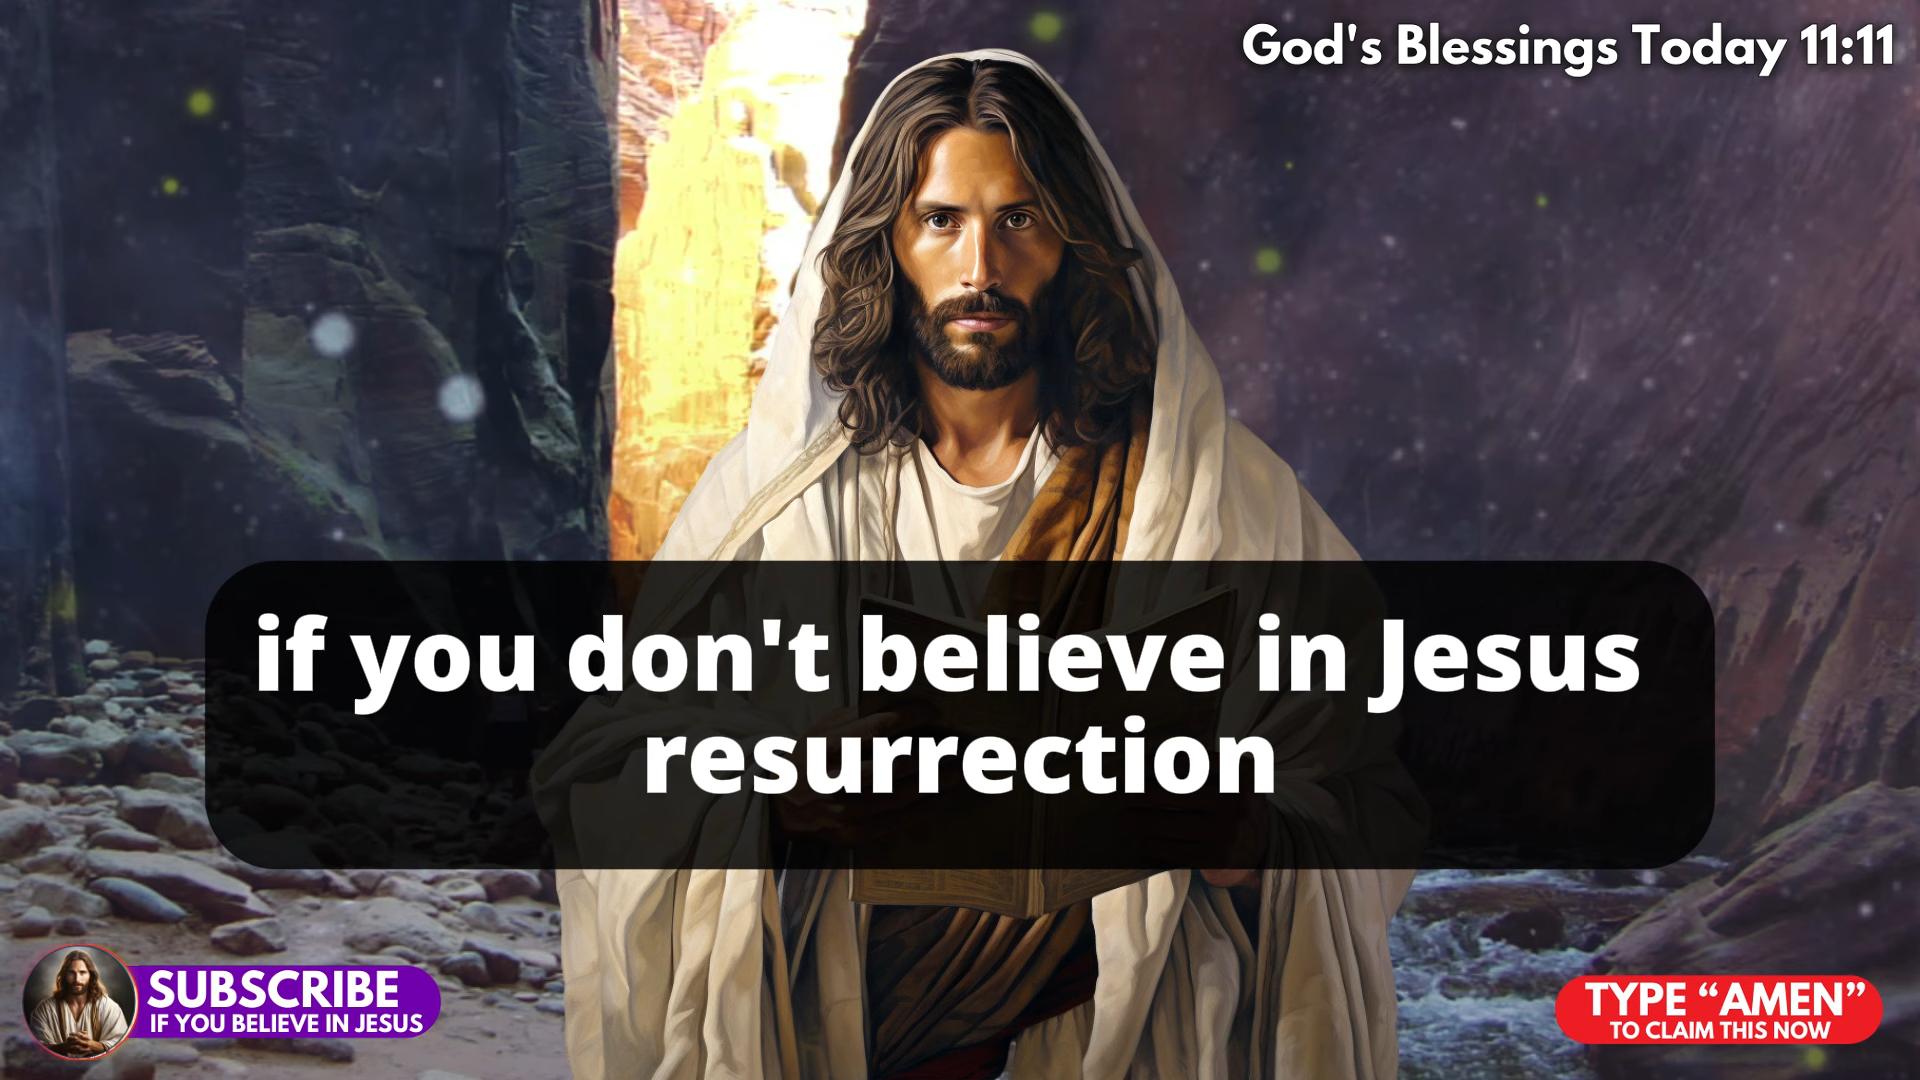 God's Blessings Today 11:11
if you don't believe in Jesus
resurrection
SUBSCRIBE
IF YOU BELIEVE IN JESUS
TYPE “AMEN”
TO CLAIM THIS NOW